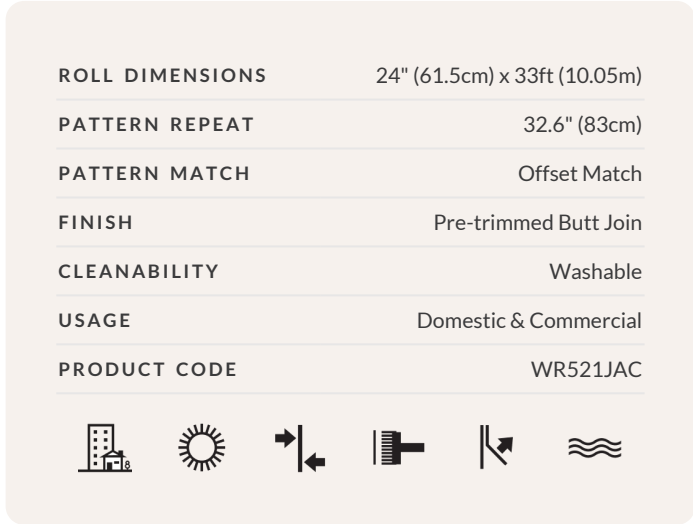 ROLL DIMENSIONS 24" (61.5cm) x 33ft (10.05m)
PATTERN REPEAT 32.6" (83cm)
PATTERN MATCH Offset Match
FINISH Pre-trimmed Butt Join
CLEANABILITY Washable
USAGE Domestic & Commercial
PRODUCT CODE WR521JAC